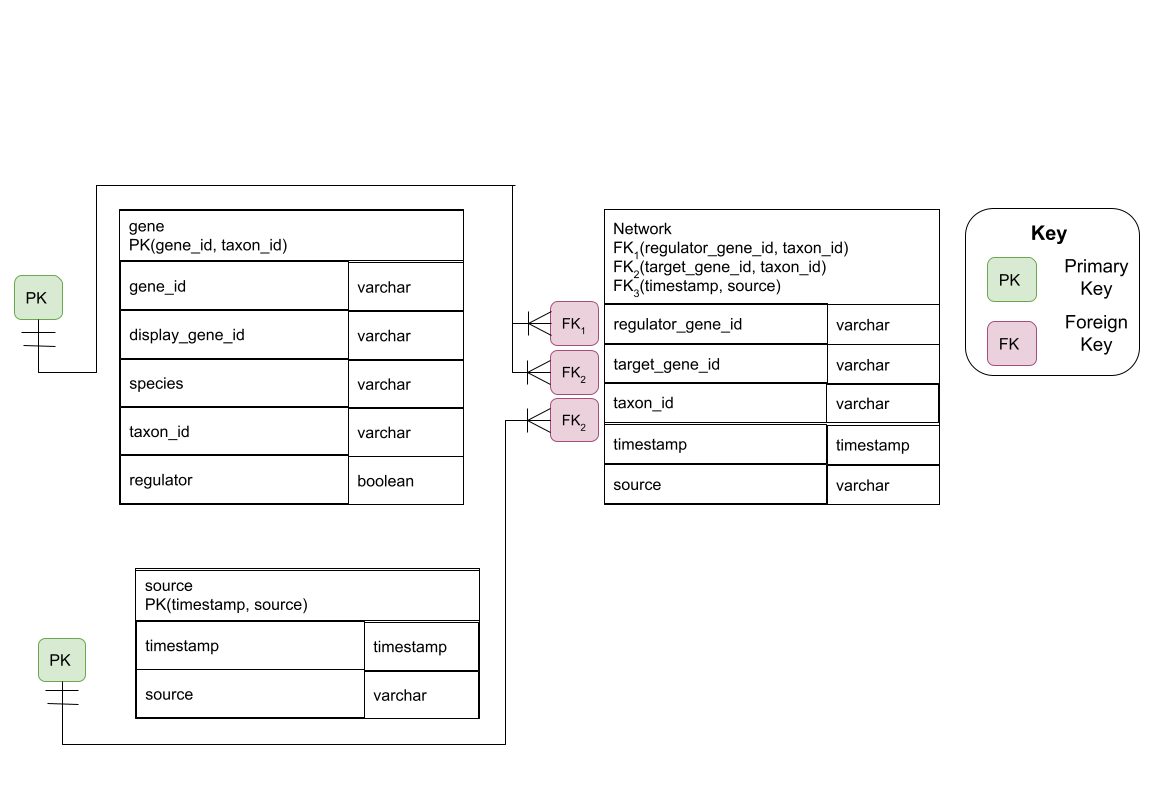 gene
PK(gene_id, taxon_id)
gene_id varchar
display_gene_id varchar
species varchar
taxon_id varchar
regulator boolean
PK
Network
FK1(regulator_gene_id, taxon_id)
FK2(target_gene_id, taxon_id)
FK3(timestamp, source)
FK1
regulator_gene_id varchar
FK2
target_gene_id varchar
FK2
taxon_id varchar
timestamp timestamp
source varchar
Key
PK Primary
Key
FK Foreign
Key
source
PK(timestamp, source)
PK
timestamp timestamp
source varchar